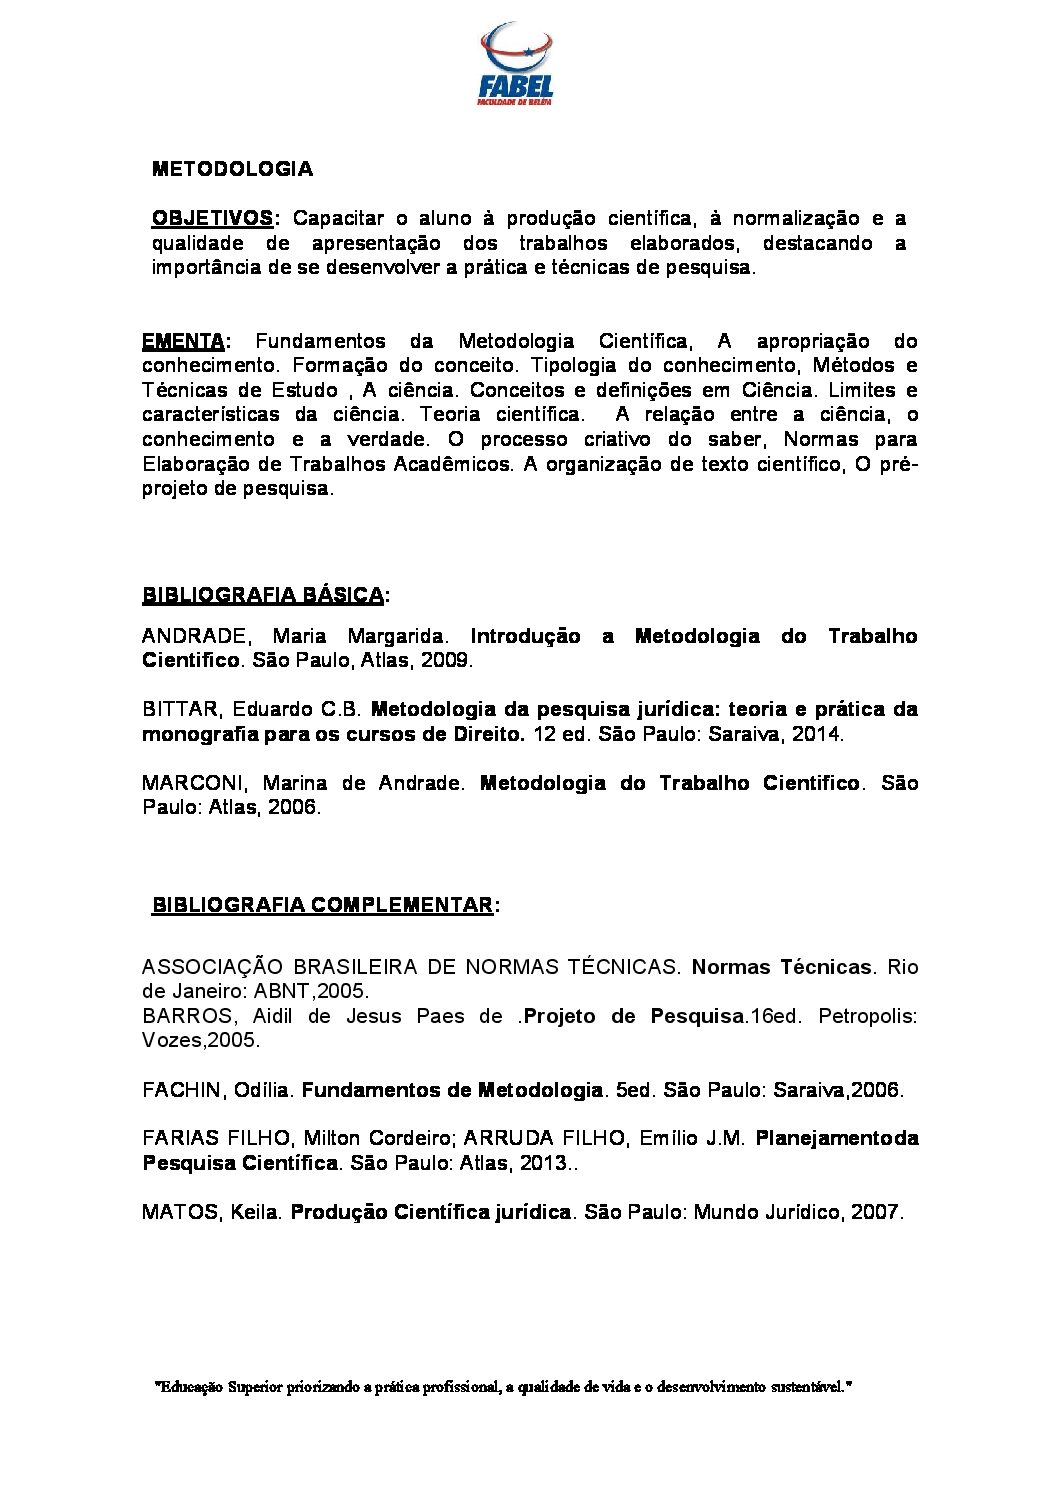 FABEL
FACULDADE DE BELÉM
METODOLOGIA
OBJETIVOS: Capacitar o aluno à produção científica, à normalização e a
qualidade de apresentação dos trabalhos elaborados, destacando a
importância de se desenvolver a prática e técnicas de pesquisa.
EMENTA: Fundamentos da Metodologia Científica, A apropriação do
conhecimento. Formação do conceito. Tipologia do conhecimento, Métodos e
Técnicas de Estudo , A ciência. Conceitos e definições em Ciência. Limites e
características da ciência. Teoria científica. A relação entre a ciência, o
conhecimento e a verdade. O processo criativo do saber, Normas para
Elaboração de Trabalhos Acadêmicos. A organização de texto científico, O pré-
projeto de pesquisa.
BIBLIOGRAFIA BÁSICA:
ANDRADE, Maria Margarida. Introdução a Metodologia do Trabalho
Cientifico. São Paulo, Atlas, 2009.
BITTAR, Eduardo C.B. Metodologia da pesquisa jurídica: teoria e prática da
monografia para os cursos de Direito. 12 ed. São Paulo: Saraiva, 2014.
MARCONI, Marina de Andrade. Metodologia do Trabalho Cientifico. São
Paulo: Atlas, 2006.
BIBLIOGRAFIA COMPLEMENTAR:
ASSOCIAÇÃO BRASILEIRA DE NORMAS TÉCNICAS. Normas Técnicas. Rio
de Janeiro: ABNT,2005.
BARROS, Aidil de Jesus Paes de .Projeto de Pesquisa.16ed. Petropolis:
Vozes,2005.
FACHIN, Odília. Fundamentos de Metodologia. 5ed. São Paulo: Saraiva,2006.
FARIAS FILHO, Milton Cordeiro; ARRUDA FILHO, Emílio J.M. Planejamentoda
Pesquisa Científica. São Paulo: Atlas, 2013..
MATOS, Keila. Produção Científica jurídica. São Paulo: Mundo Jurídico, 2007.
"Educação Superior priorizando a prática profissional, a qualidade de vida e o desenvolvimento sustentável."